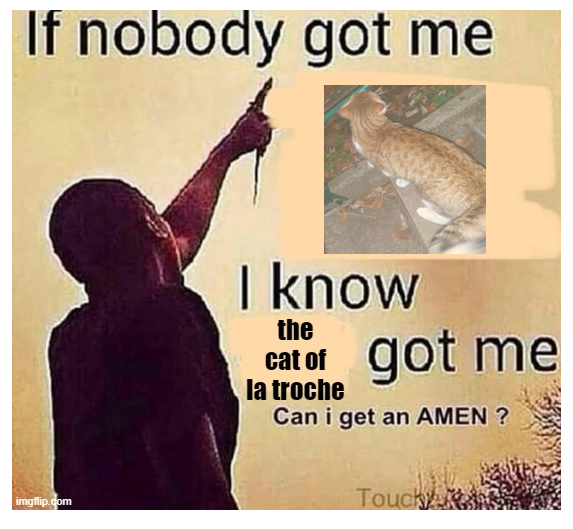 If nobody got me
I know
the
cat of
la troche
got me
Can i get an AMEN ?
imgflip.com